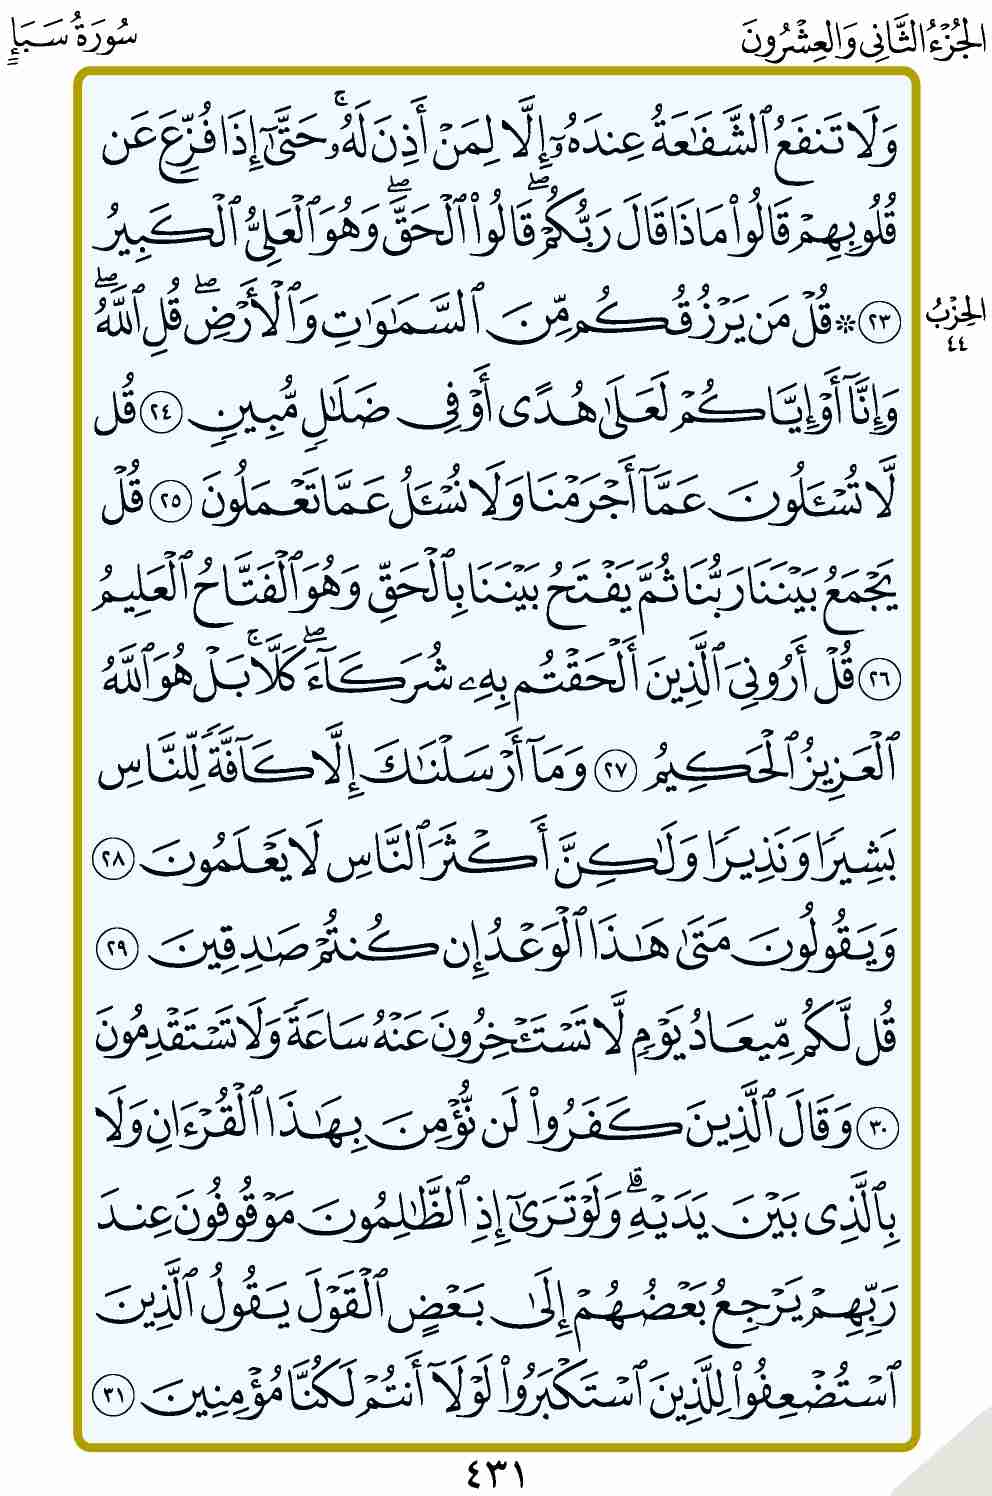 الجُزْءُ الثَّانِي وَالعِشْرُونَ
سُورَةُ سَبَإٍ
وَلَا تَنفَعُ ٱلشَّفَٰعَةُ عِندَهُۥٓ إِلَّا لِمَنْ أَذِنَ لَهُۥۚ حَتَّىٰٓ إِذَا فُزِّعَ عَن
قُلُوبِهِمْ قَالُوا۟ مَاذَا قَالَ رَبُّكُمْۖ قَالُوا۟ ٱلْحَقَّۖ وَهُوَ ٱلْعَلِىُّ ٱلْكَبِيرُ
٢٣ ۞ قُلْ مَن يَرْزُقُكُم مِّنَ ٱلسَّمَٰوَٰتِ وَٱلْأَرْضِۖ قُلِ ٱللَّهُۖ
الحِزْبُ
٤٤
وَإِنَّآ أَوْ إِيَّاكُمْ لَعَلَىٰ هُدًى أَوْ فِى ضَلَٰلٍ مُّبِينٍ ٢٤ قُل
لَّا تُسْـَٔلُونَ عَمَّآ أَجْرَمْنَا وَلَا نُسْـَٔلُ عَمَّا تَعْمَلُونَ ٢٥ قُلْ
يَجْمَعُ بَيْنَنَا رَبُّنَا ثُمَّ يَفْتَحُ بَيْنَنَا بِٱلْحَقِّ وَهُوَ ٱلْفَتَّاحُ ٱلْعَلِيمُ
٢٦ قُلْ أَرُونِىَ ٱلَّذِينَ أَلْحَقْتُم بِهِۦ شُرَكَآءَۖ كَلَّاۚ بَلْ هُوَ ٱللَّهُ
ٱلْعَزِيزُ ٱلْحَكِيمُ ٢٧ وَمَآ أَرْسَلْنَٰكَ إِلَّا كَآفَّةً لِّلنَّاسِ
بَشِيرًا وَنَذِيرًا وَلَٰكِنَّ أَكْثَرَ ٱلنَّاسِ لَا يَعْلَمُونَ ٢٨
وَيَقُولُونَ مَتَىٰ هَٰذَا ٱلْوَعْدُ إِن كُنتُمْ صَٰدِقِينَ ٢٩
قُل لَّكُم مِّيعَادُ يَوْمٍ لَّا تَسْتَـْٔخِرُونَ عَنْهُ سَاعَةً وَلَا تَسْتَقْدِمُونَ
٣٠ وَقَالَ ٱلَّذِينَ كَفَرُوا۟ لَن نُّؤْمِنَ بِهَٰذَا ٱلْقُرْءَانِ وَلَا
بِٱلَّذِى بَيْنَ يَدَيْهِۗ وَلَوْ تَرَىٰٓ إِذِ ٱلظَّٰلِمُونَ مَوْقُوفُونَ عِندَ
رَبِّهِمْ يَرْجِعُ بَعْضُهُمْ إِلَىٰ بَعْضٍ ٱلْقَوْلَ يَقُولُ ٱلَّذِينَ
ٱسْتُضْعِفُوا۟ لِلَّذِينَ ٱسْتَكْبَرُوا۟ لَوْلَآ أَنتُمْ لَكُنَّا مُؤْمِنِينَ ٣١
٤٣١